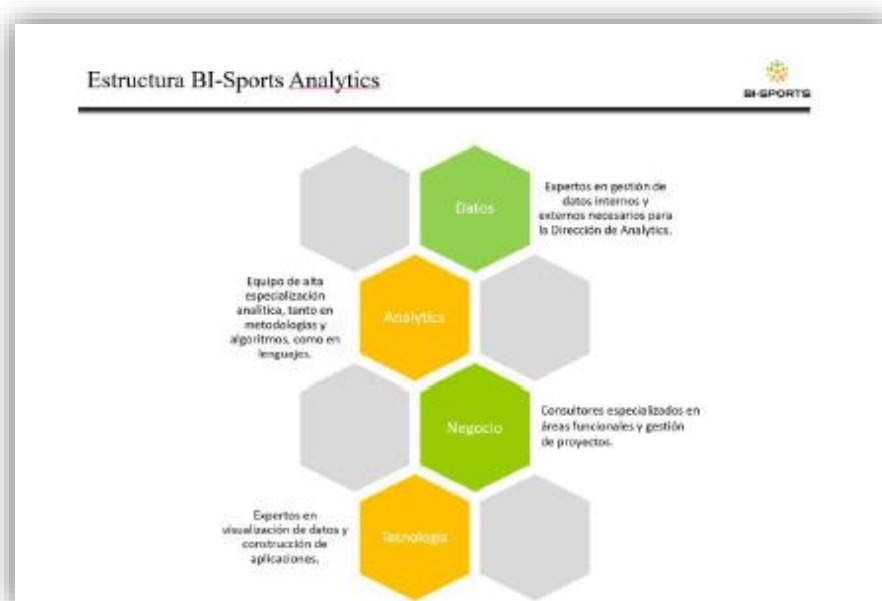 Estructura BI-Sports Analytics
BI-SPORTS
Datos
Expertos en gestión de
datos internos y
externos necesarios para
la Dirección de Analytics.
Equipo de alta
especialización
analítica, tanto en
metodologías y
algoritmos, como en
lenguajes.
Analytics
Negocio
Consultores especializados en
áreas funcionales y gestión
de proyectos.
Expertos en
visualización de datos y
construcción de
aplicaciones.
Tecnología